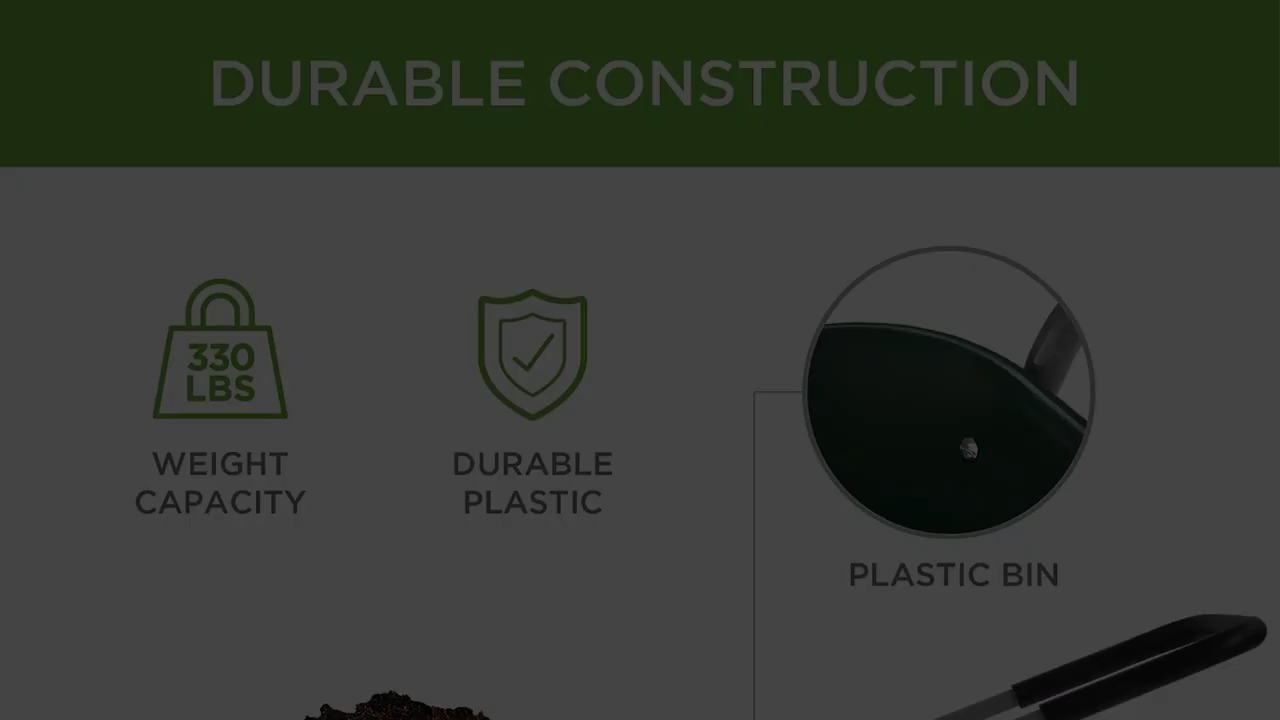 DURABLE CONSTRUCTION
330
LBS
WEIGHT
CAPACITY
DURABLE
PLASTIC
PLASTIC BIN